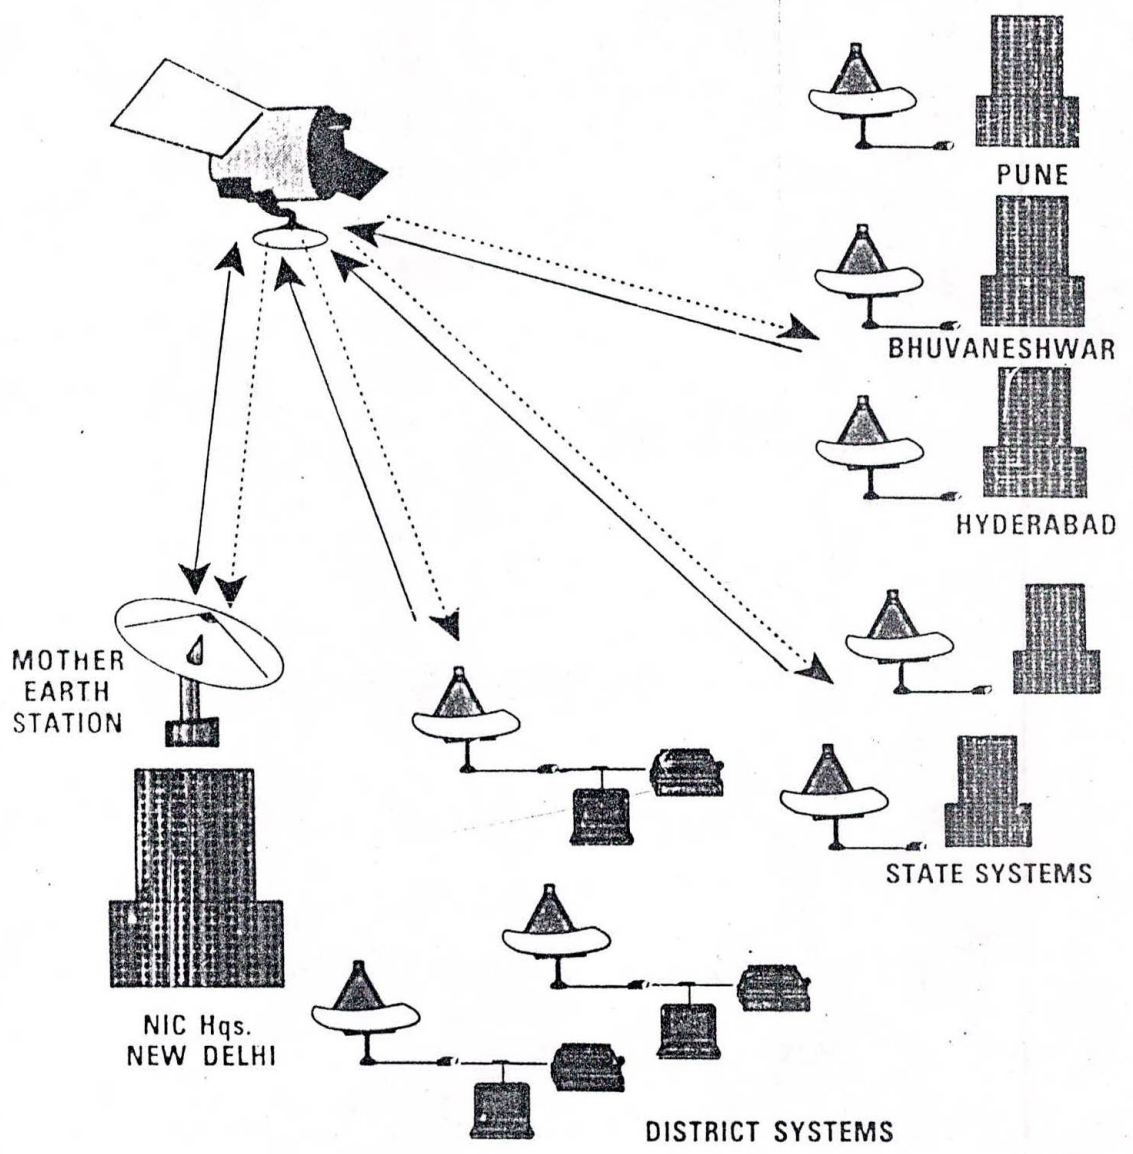 PUNE
BHUVANESHWAR
HYDERABAD
MOTHER
EARTH
STATION
STATE SYSTEMS
NIC Hqs.
NEW DELHI
DISTRICT SYSTEMS